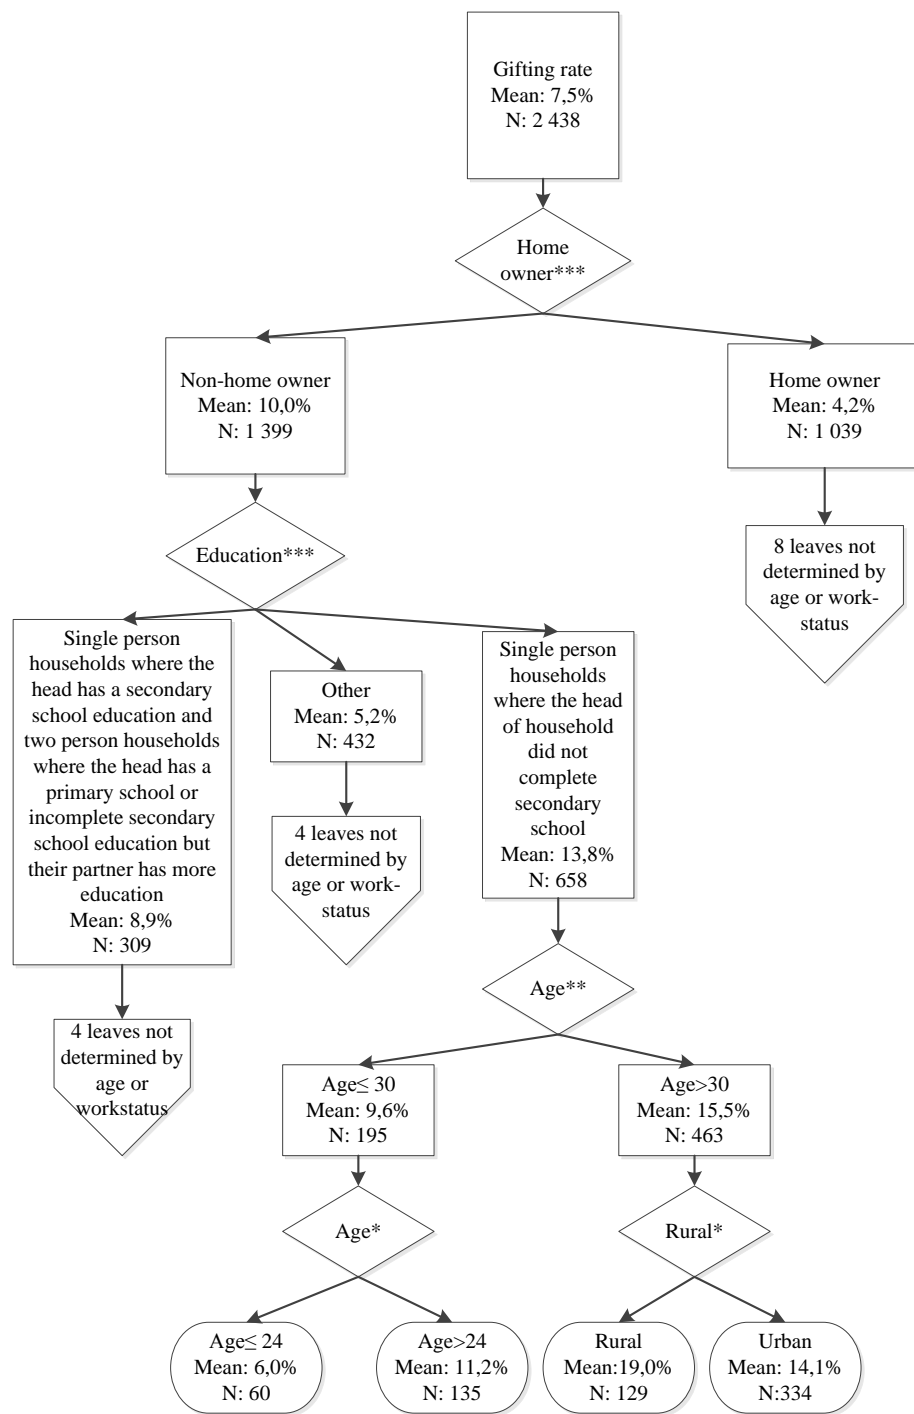 Gifting rate
Mean: 7,5%
N: 2 438
Home
owner***
Non-home owner
Mean: 10,0%
N: 1 399
Home owner
Mean: 4,2%
N: 1 039
Education***
8 leaves not
determined by
age or work-
status
Single person
households where the
head has a secondary
school education and
two person households
where the head has a
primary school or
incomplete secondary
school education but
their partner has more
education
Mean: 8,9%
N: 309
Other
Mean: 5,2%
N: 432
Single person
households
where the head
of household
did not
complete
secondary
school
Mean: 13,8%
N: 658
4 leaves not
determined by
age or work-
status
Age**
4 leaves not
determined by
age or
workstatus
Age≤ 30
Mean: 9,6%
N: 195
Age>30
Mean: 15,5%
N: 463
Age*
Rural*
Age≤ 24
Mean: 6,0%
N: 60
Age>24
Mean: 11,2%
N: 135
Rural
Mean:19,0%
N: 129
Urban
Mean: 14,1%
N:334